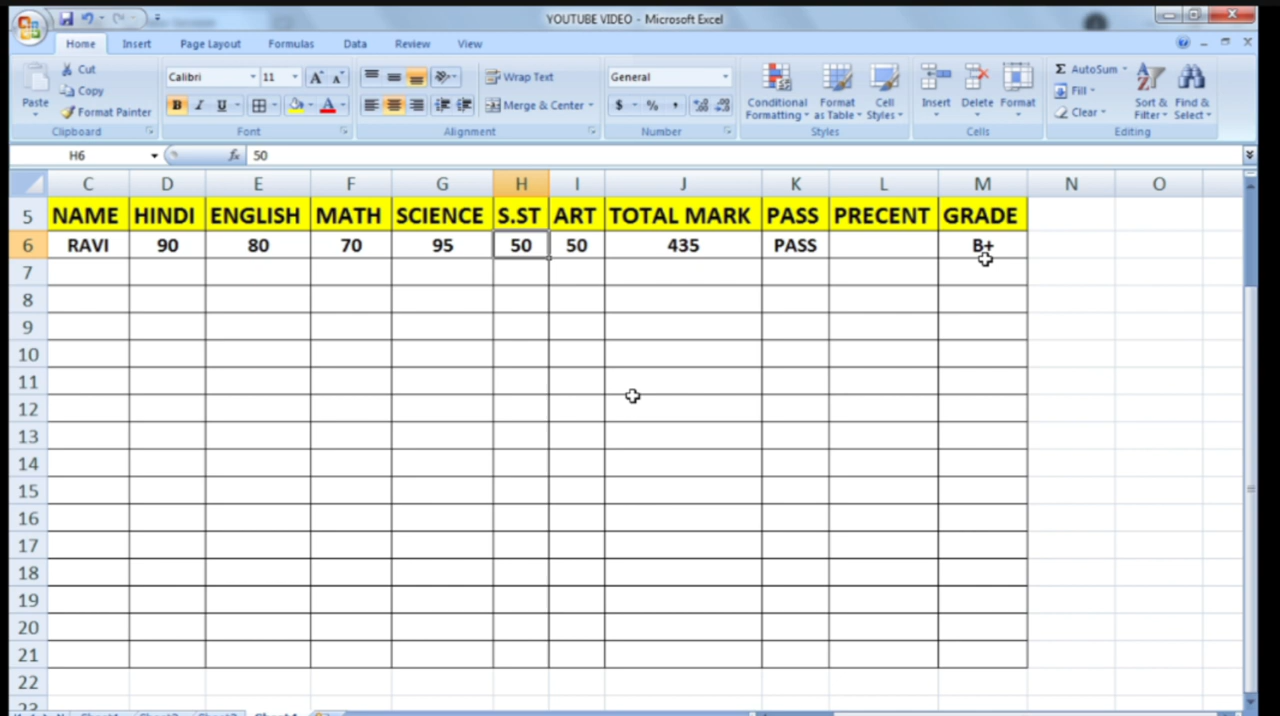 YOUTUBE VIDEO - Microsoft Excel
Home Insert Page Layout Formulas Data Review View
Paste Cut Copy Format Painter
Calibri 11 Wrap Text General Conditional Formatting Format as Table Cell Styles Insert Delete Format Σ AutoSum Fill Clear Sort & Filter Find & Select
B I U Merge & Center $ % ,
Clipboard Font Alignment Number Styles Cells Editing
H6 fx 50
C D E F G H I J K L M N O
5 NAME HINDI ENGLISH MATH SCIENCE S.ST ART TOTAL MARK PASS PRECENT GRADE
6 RAVI 90 80 70 95 50 50 435 PASS B+
7
8
9
10
11
12
13
14
15
16
17
18
19
20
21
22